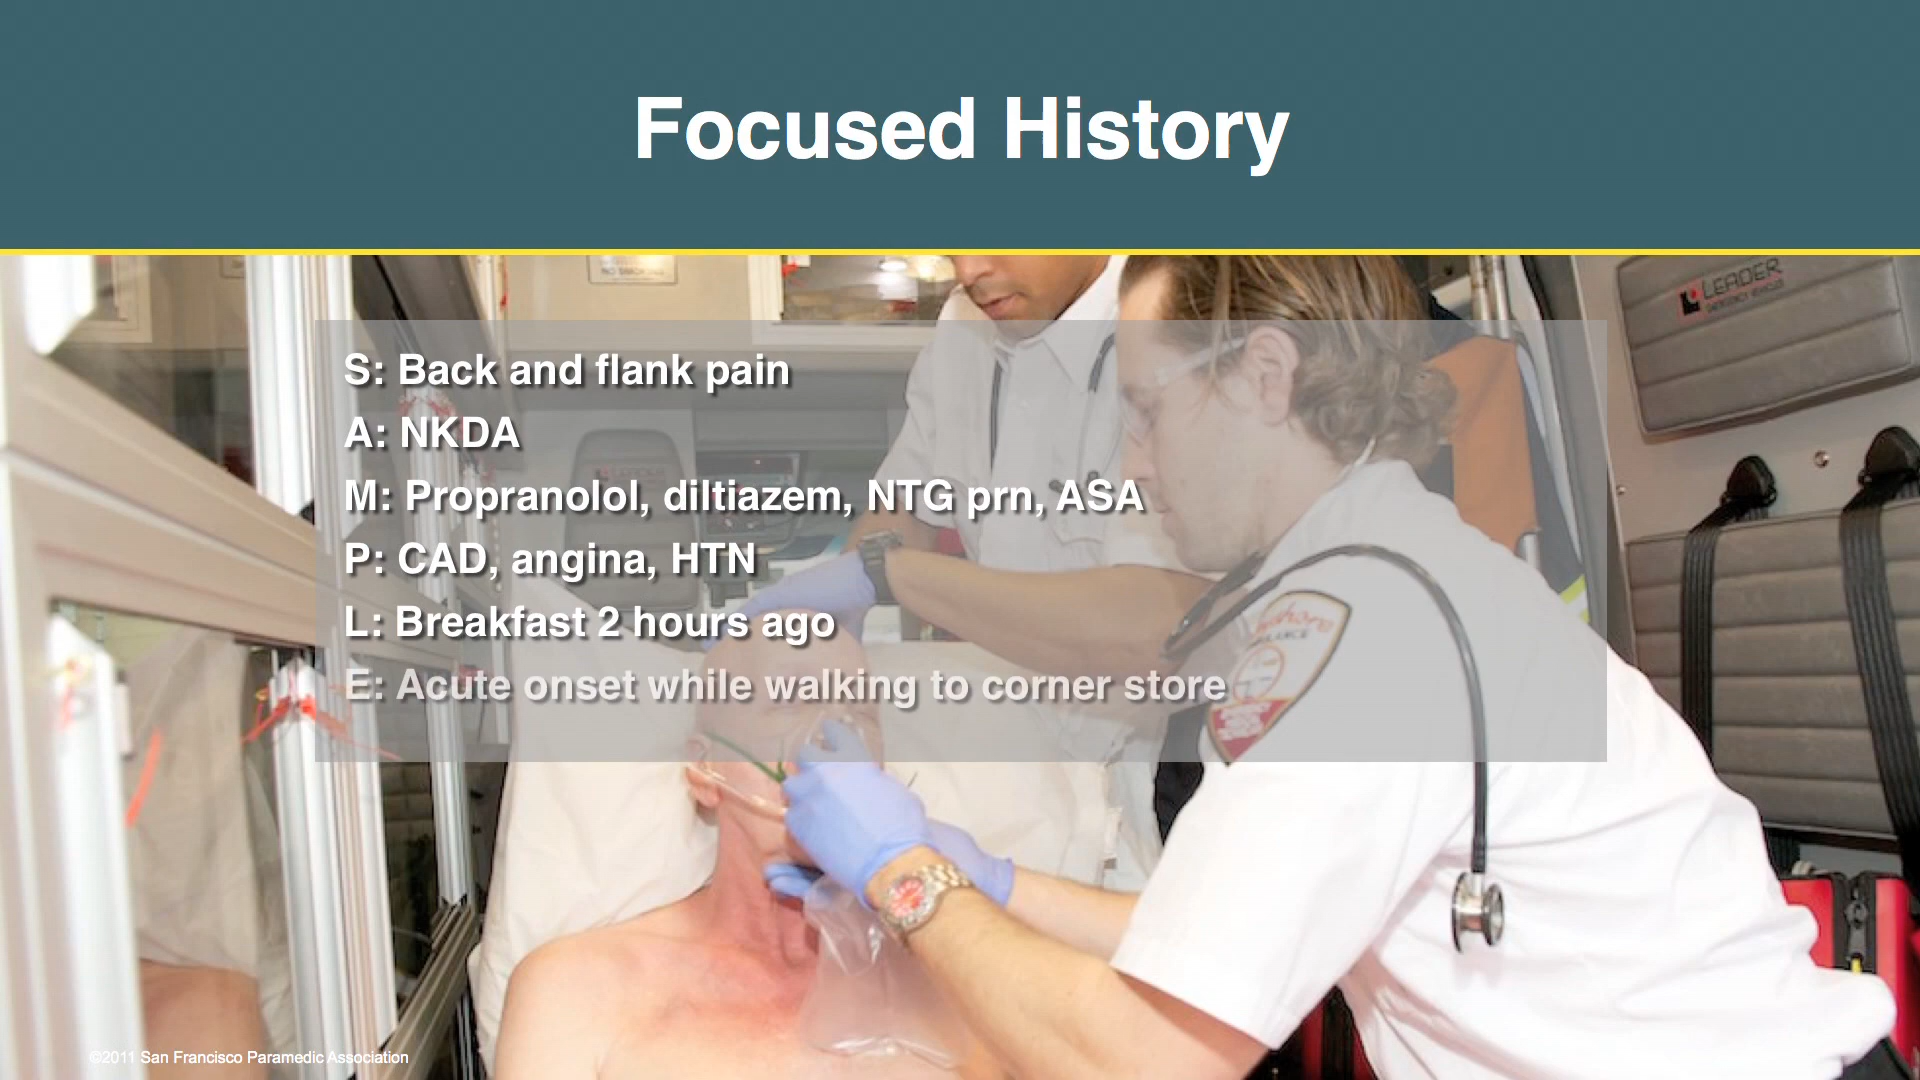 Focused History
LEADER
S: Back and flank pain
A: NKDA
M: Propranolol, diltiazem, NTG prn, ASA
P: CAD, angina, HTN
L: Breakfast 2 hours ago
E: Acute onset while walking to corner store
©2011 San Francisco Paramedic Association